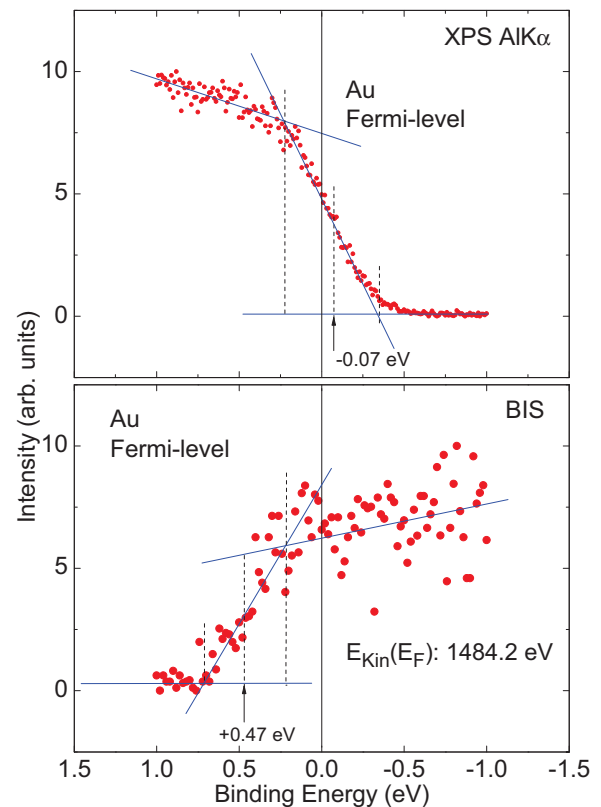 XPS AlKα
Au
Fermi-level
10
5
0
-0.07 eV
Intensity (arb. units)
Au
Fermi-level
BIS
10
5
0
E_Kin(E_F): 1484.2 eV
+0.47 eV
1.5 1.0 0.5 0.0 -0.5 -1.0 -1.5
Binding Energy (eV)